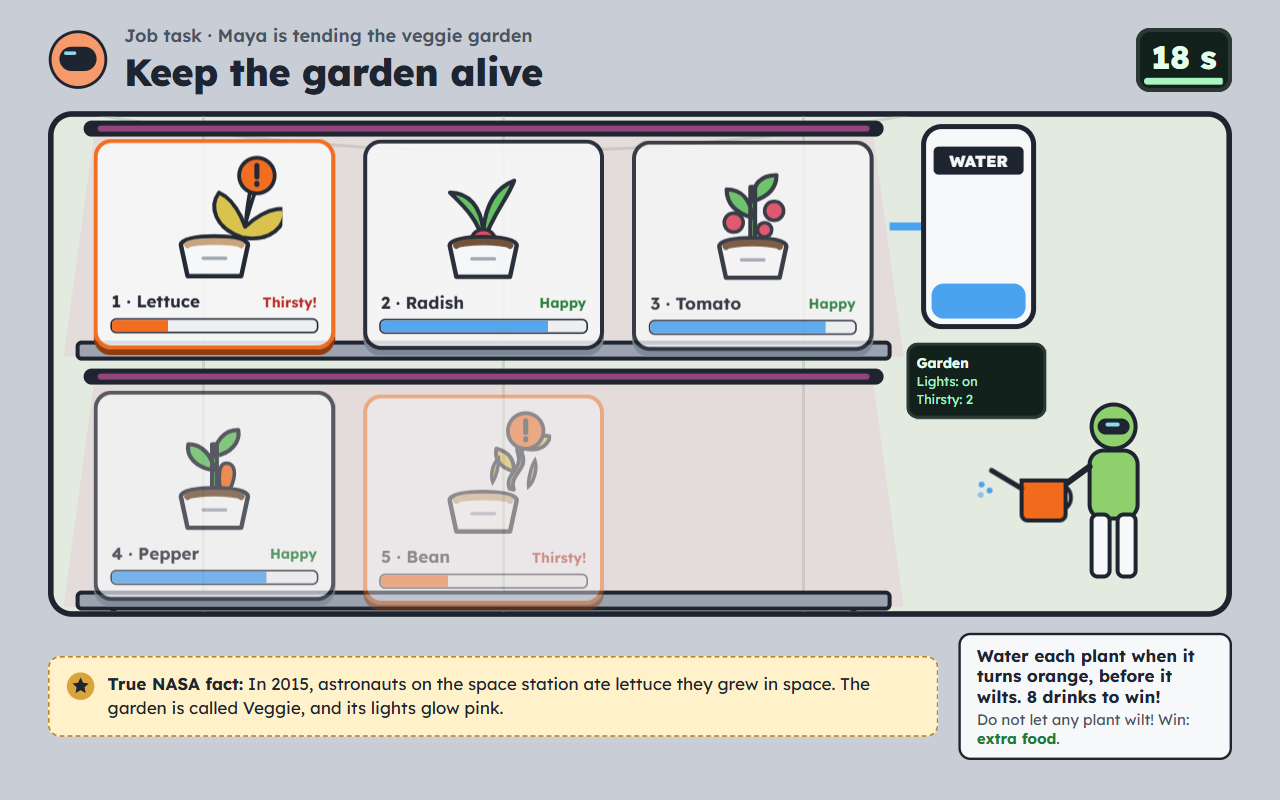 Job task · Maya is tending the veggie garden
Keep the garden alive
18 s
WATER
1 · Lettuce Thirsty!
2 · Radish Happy
3 · Tomato Happy
Garden
Lights: on
Thirsty: 2
4 · Pepper Happy
5 · Bean Thirsty!
True NASA fact: In 2015, astronauts on the space station ate lettuce they grew in space. The
garden is called Veggie, and its lights glow pink.
Water each plant when it
turns orange, before it
wilts. 8 drinks to win!
Do not let any plant wilt! Win:
extra food.